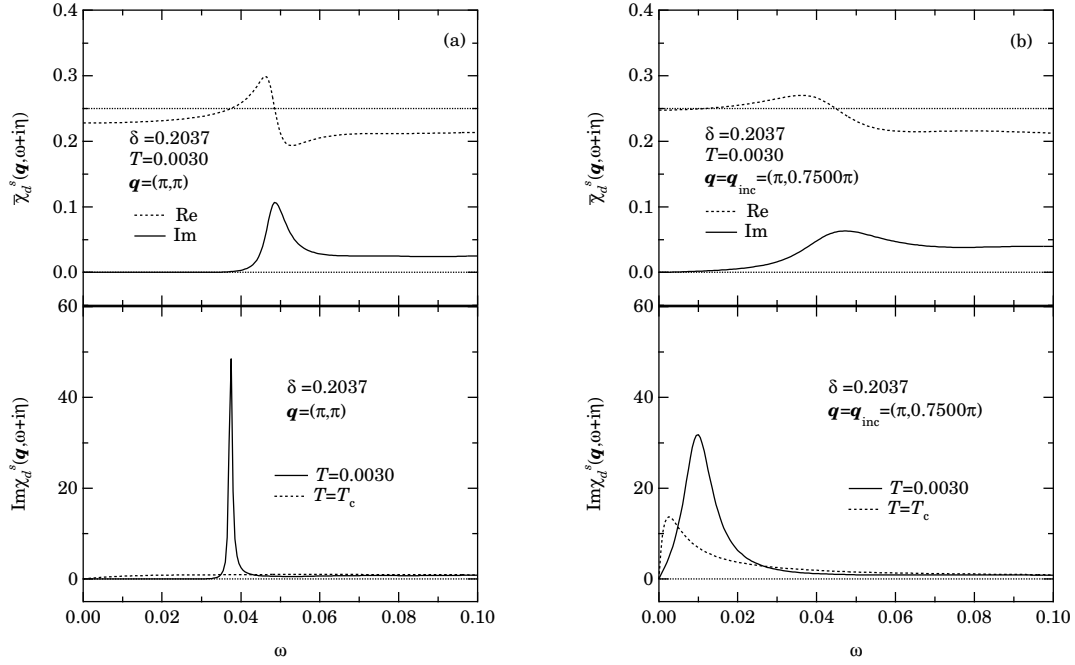 0.4
0.3
0.2
0.1
0.0
(a)
δ =0.2037
T=0.0030
q=(π,π)
Re
Im
χ̅_d^s(q,ω+iη)
60
40
20
0
δ =0.2037
q=(π,π)
T=0.0030
T=T_c
Imχ_d^s(q,ω+iη)
0.00 0.02 0.04 0.06 0.08 0.10
ω
0.4
0.3
0.2
0.1
0.0
(b)
δ =0.2037
T=0.0030
q=q_inc=(π,0.7500π)
Re
Im
χ̅_d^s(q,ω+iη)
60
40
20
0
δ =0.2037
q=q_inc=(π,0.7500π)
T=0.0030
T=T_c
Imχ_d^s(q,ω+iη)
0.00 0.02 0.04 0.06 0.08 0.10
ω